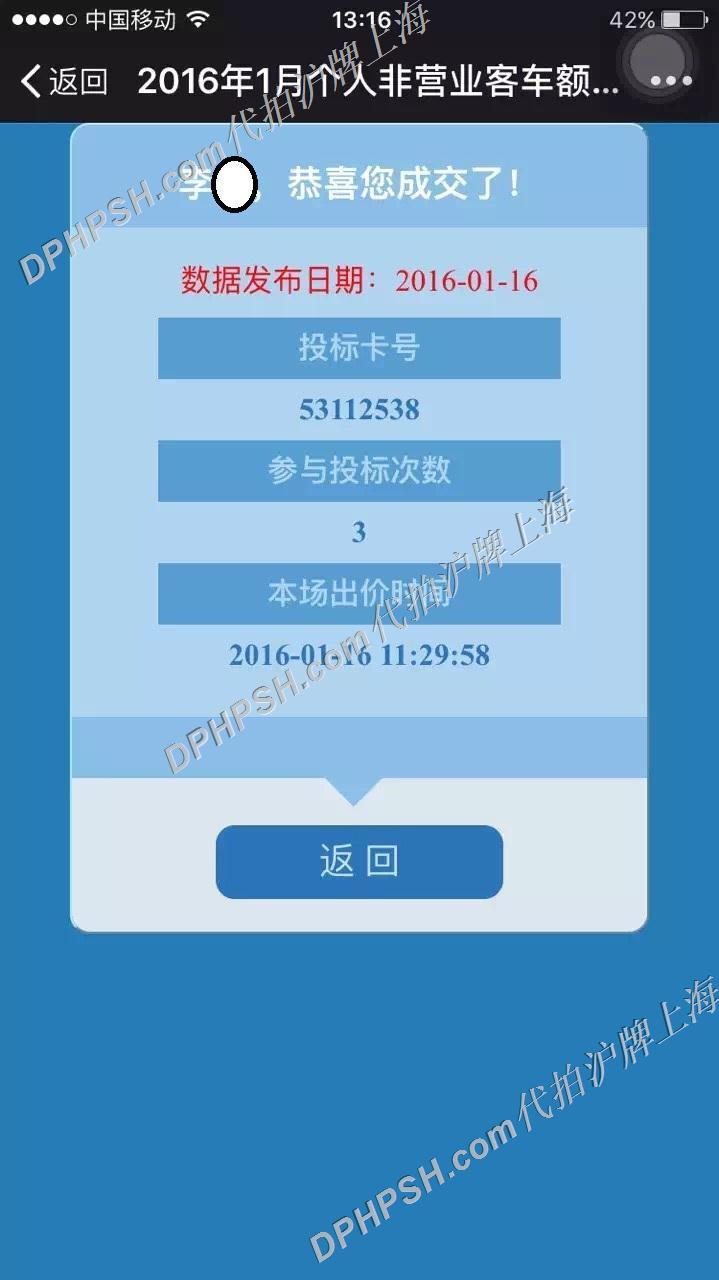 中国移动 13:16 42%
返回 2016年1月个人非营业客车额...
李 恭喜您成交了！
数据发布日期：2016-01-16
投标卡号
53112538
参与投标次数
3
本场出价时间
2016-01-16 11:29:58
返 回
DPHPSH.com代拍沪牌上海
DPHPSH.com代拍沪牌上海
DPHPSH.com代拍沪牌上海